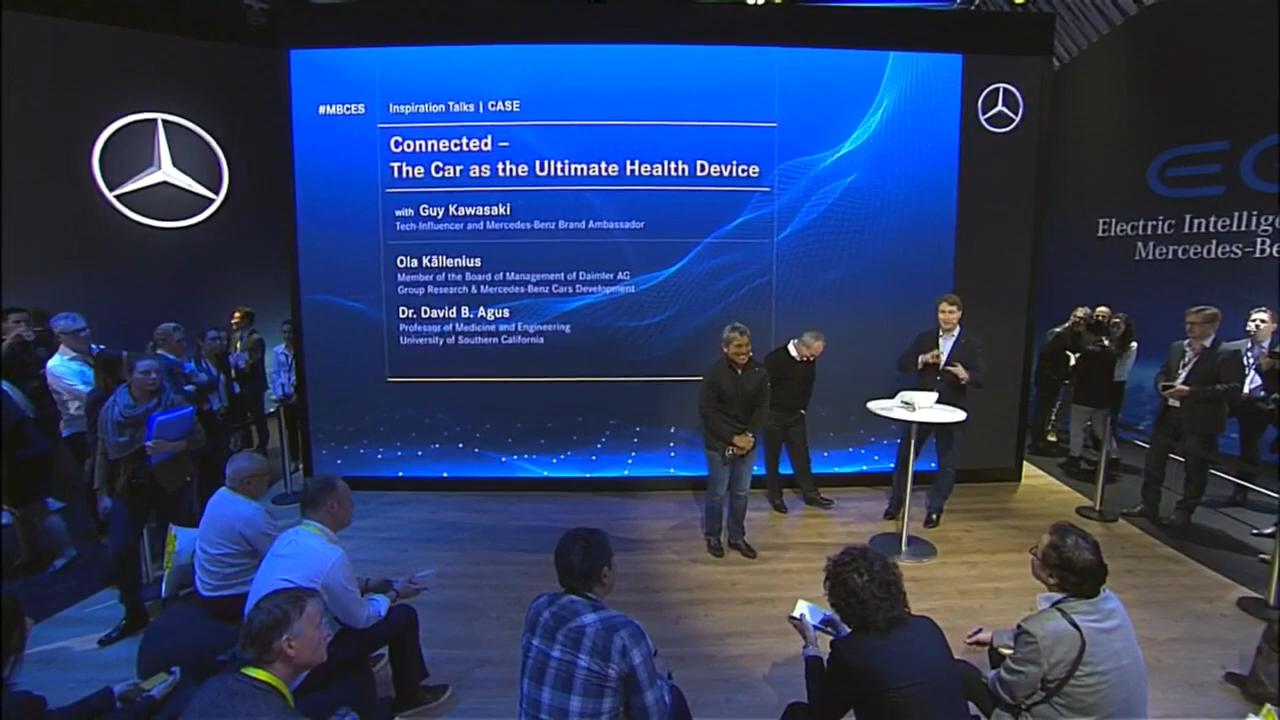 #MBCES
Inspiration Talks | CASE
Connected –
The Car as the Ultimate Health Device
with Guy Kawasaki
Tech-Influencer and Mercedes-Benz Brand Ambassador
Ola Källenius
Member of the Board of Management of Daimler AG
Group Research & Mercedes-Benz Cars Development
Dr. David B. Agus
Professor of Medicine and Engineering
University of Southern California
EQ
Electric Intellige
Mercedes-Be